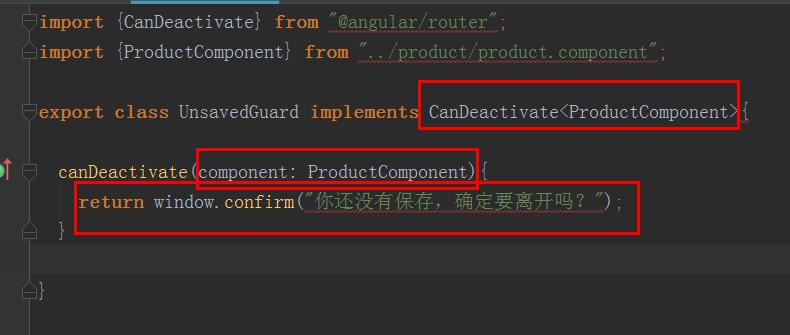 import {CanDeactivate} from "@angular/router";
import {ProductComponent} from "../product/product.component";
export class UnsavedGuard implements CanDeactivate<ProductComponent>{
canDeactivate(component: ProductComponent){
return window.confirm("你还没有保存，确定要离开吗？");
}
}